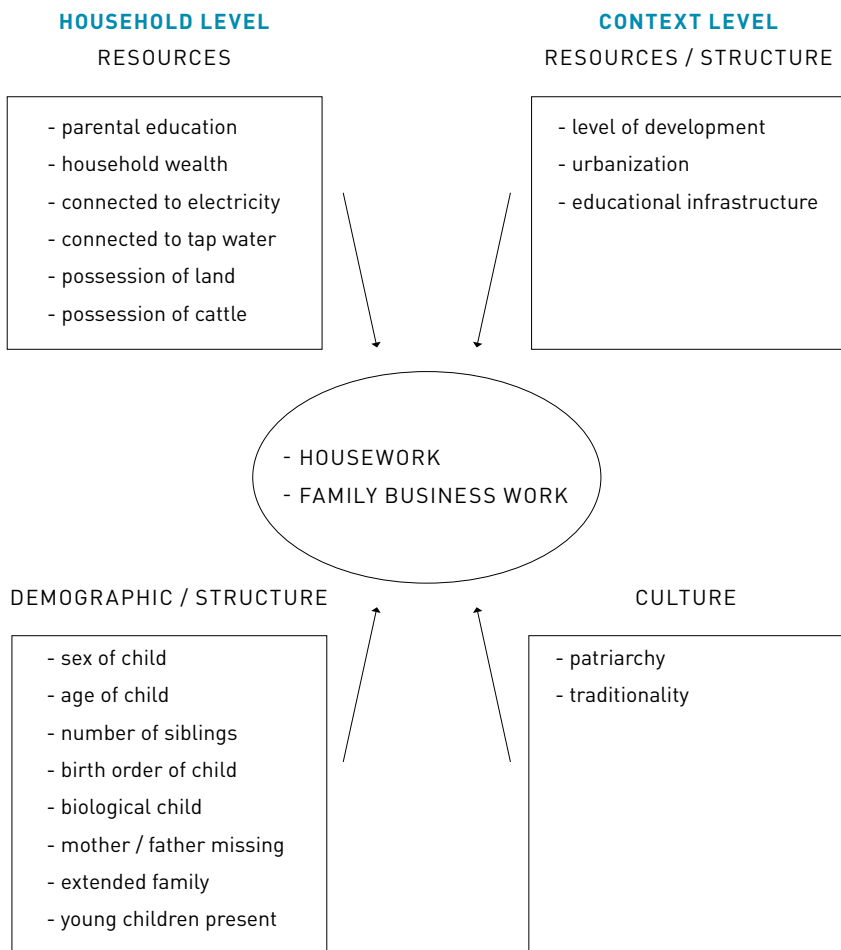 HOUSEHOLD LEVEL
RESOURCES
- parental education
- household wealth
- connected to electricity
- connected to tap water
- possession of land
- possession of cattle
CONTEXT LEVEL
RESOURCES / STRUCTURE
- level of development
- urbanization
- educational infrastructure
- HOUSEWORK
- FAMILY BUSINESS WORK
DEMOGRAPHIC / STRUCTURE
- sex of child
- age of child
- number of siblings
- birth order of child
- biological child
- mother / father missing
- extended family
- young children present
CULTURE
- patriarchy
- traditionality